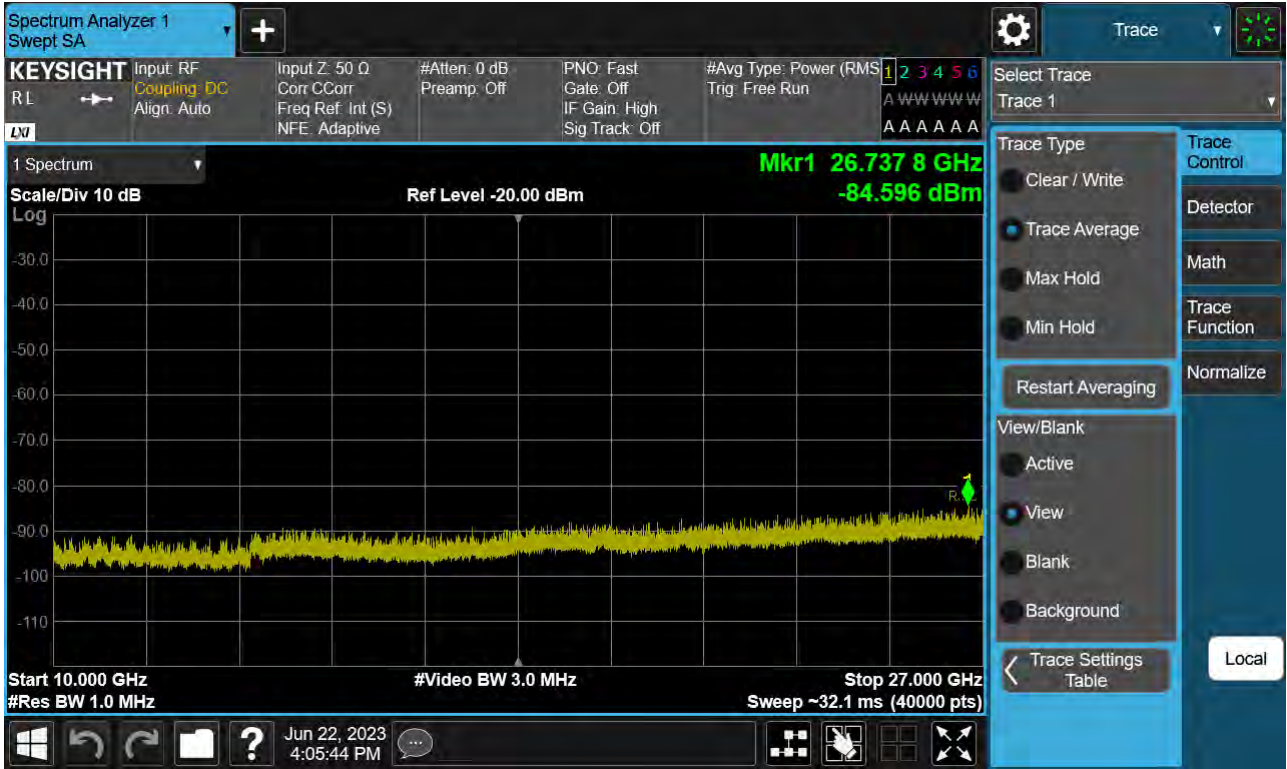 Spectrum Analyzer 1
Swept SA
+
Trace
KEYSIGHT
R L
LXI
Input: RF
Coupling: DC
Align: Auto
Input Z: 50 Ω
Corr CCorr
Freq Ref: Int (S)
NFE: Adaptive
#Atten: 0 dB
Preamp: Off
PNO: Fast
Gate: Off
IF Gain: High
Sig Track: Off
#Avg Type: Power (RMS
Trig: Free Run
1 2 3 4 5 6
A W W W W W
A A A A A A
Select Trace
Trace 1
1 Spectrum
Scale/Div 10 dB
Ref Level -20.00 dBm
Mkr1 26.737 8 GHz
-84.596 dBm
Log
-30.0
-40.0
-50.0
-60.0
-70.0
-80.0
-90.0
-100
-110
1
Start 10.000 GHz
#Video BW 3.0 MHz
Stop 27.000 GHz
#Res BW 1.0 MHz
Sweep ~32.1 ms (40000 pts)
Trace Type
Clear / Write
Trace Average
Max Hold
Min Hold
Restart Averaging
View/Blank
Active
View
Blank
Background
Trace Settings
Table
Trace
Control
Detector
Math
Trace
Function
Normalize
Local
?
Jun 22, 2023
4:05:44 PM